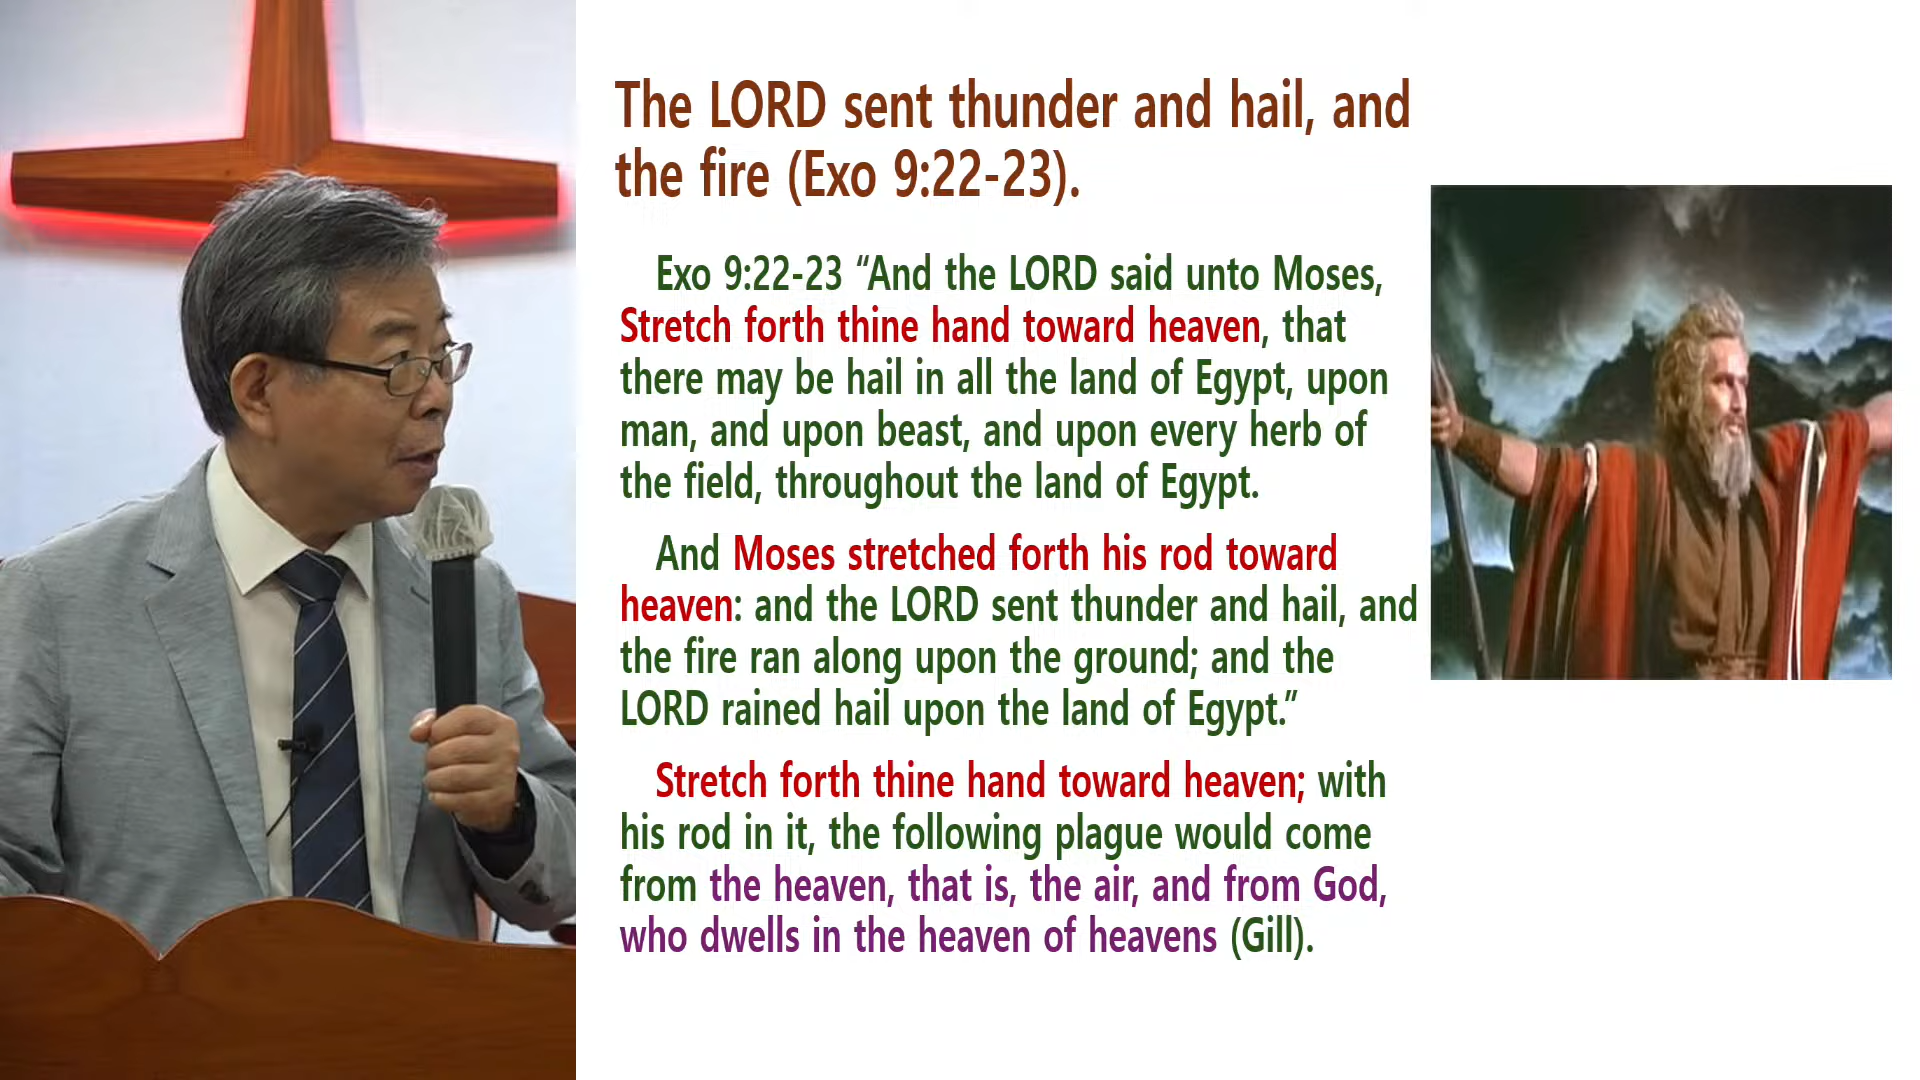 The LORD sent thunder and hail, and
the fire (Exo 9:22-23).
Exo 9:22-23 “And the LORD said unto Moses,
Stretch forth thine hand toward heaven, that
there may be hail in all the land of Egypt, upon
man, and upon beast, and upon every herb of
the field, throughout the land of Egypt.
And Moses stretched forth his rod toward
heaven: and the LORD sent thunder and hail, and
the fire ran along upon the ground; and the
LORD rained hail upon the land of Egypt.”
Stretch forth thine hand toward heaven; with
his rod in it, the following plague would come
from the heaven, that is, the air, and from God,
who dwells in the heaven of heavens (Gill).